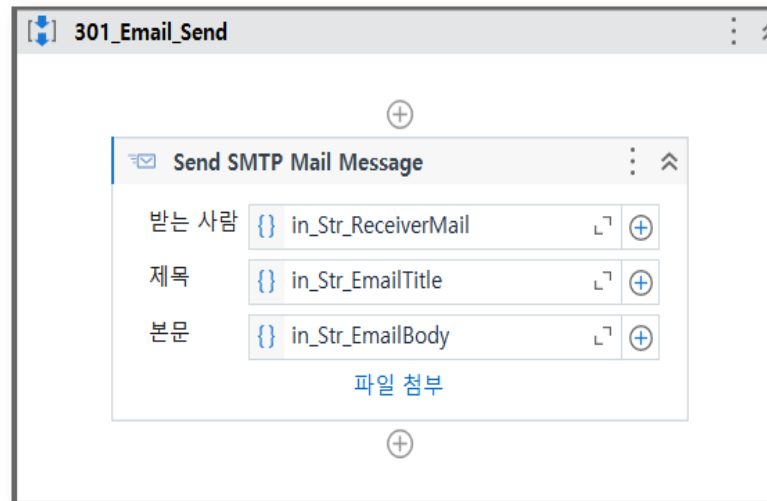 301_Email_Send
Send SMTP Mail Message
받는 사람 {} in_Str_ReceiverMail
제목 {} in_Str_EmailTitle
본문 {} in_Str_EmailBody
파일 첨부